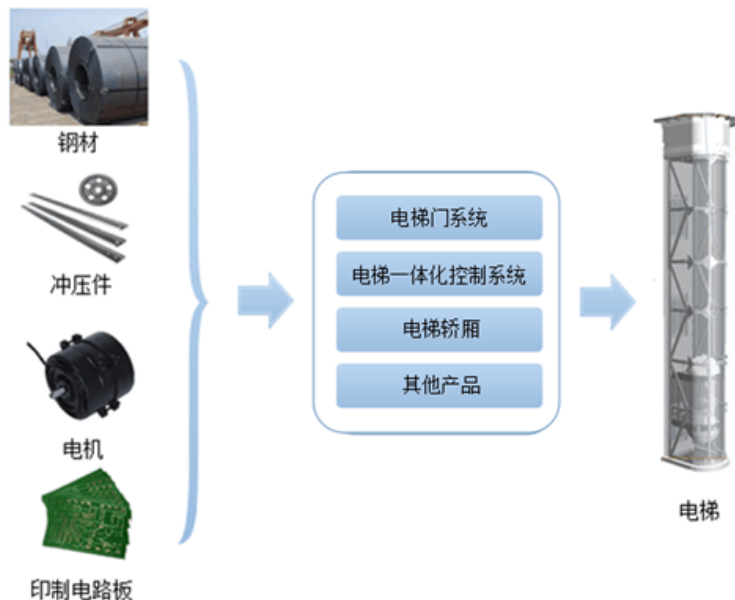 钢材
冲压件
电机
印制电路板
电梯门系统
电梯一体化控制系统
电梯轿厢
其他产品
电梯